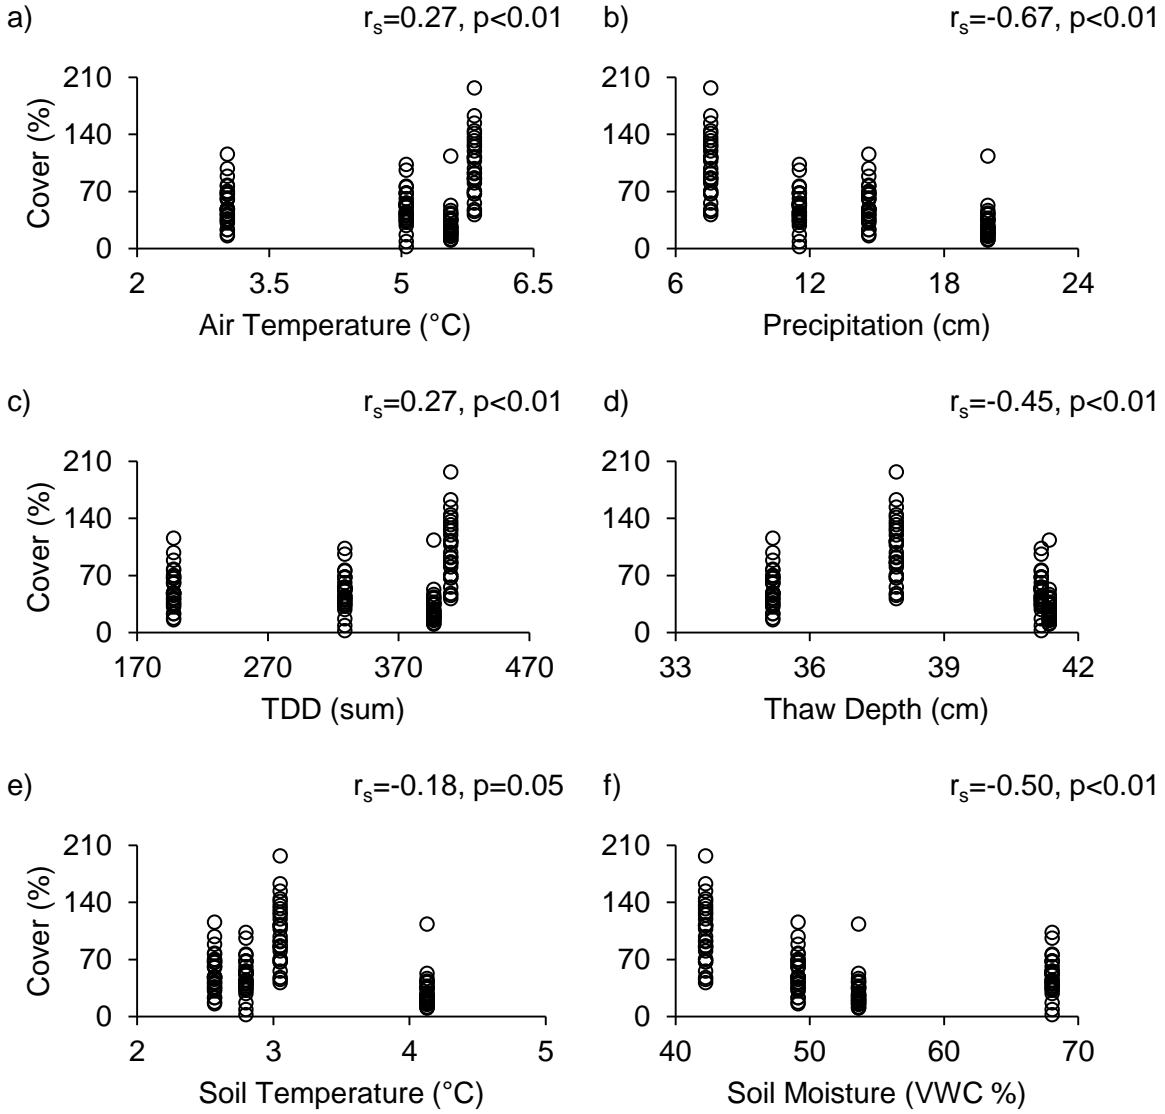 a) r_s=0.27, p<0.01
210
140
70
0
Cover (%)
2 3.5 5 6.5
Air Temperature (°C)
b) r_s=-0.67, p<0.01
210
140
70
0
6 12 18 24
Precipitation (cm)
c) r_s=0.27, p<0.01
210
140
70
0
Cover (%)
170 270 370 470
TDD (sum)
d) r_s=-0.45, p<0.01
210
140
70
0
33 36 39 42
Thaw Depth (cm)
e) r_s=-0.18, p=0.05
210
140
70
0
Cover (%)
2 3 4 5
Soil Temperature (°C)
f) r_s=-0.50, p<0.01
210
140
70
0
40 50 60 70
Soil Moisture (VWC %)